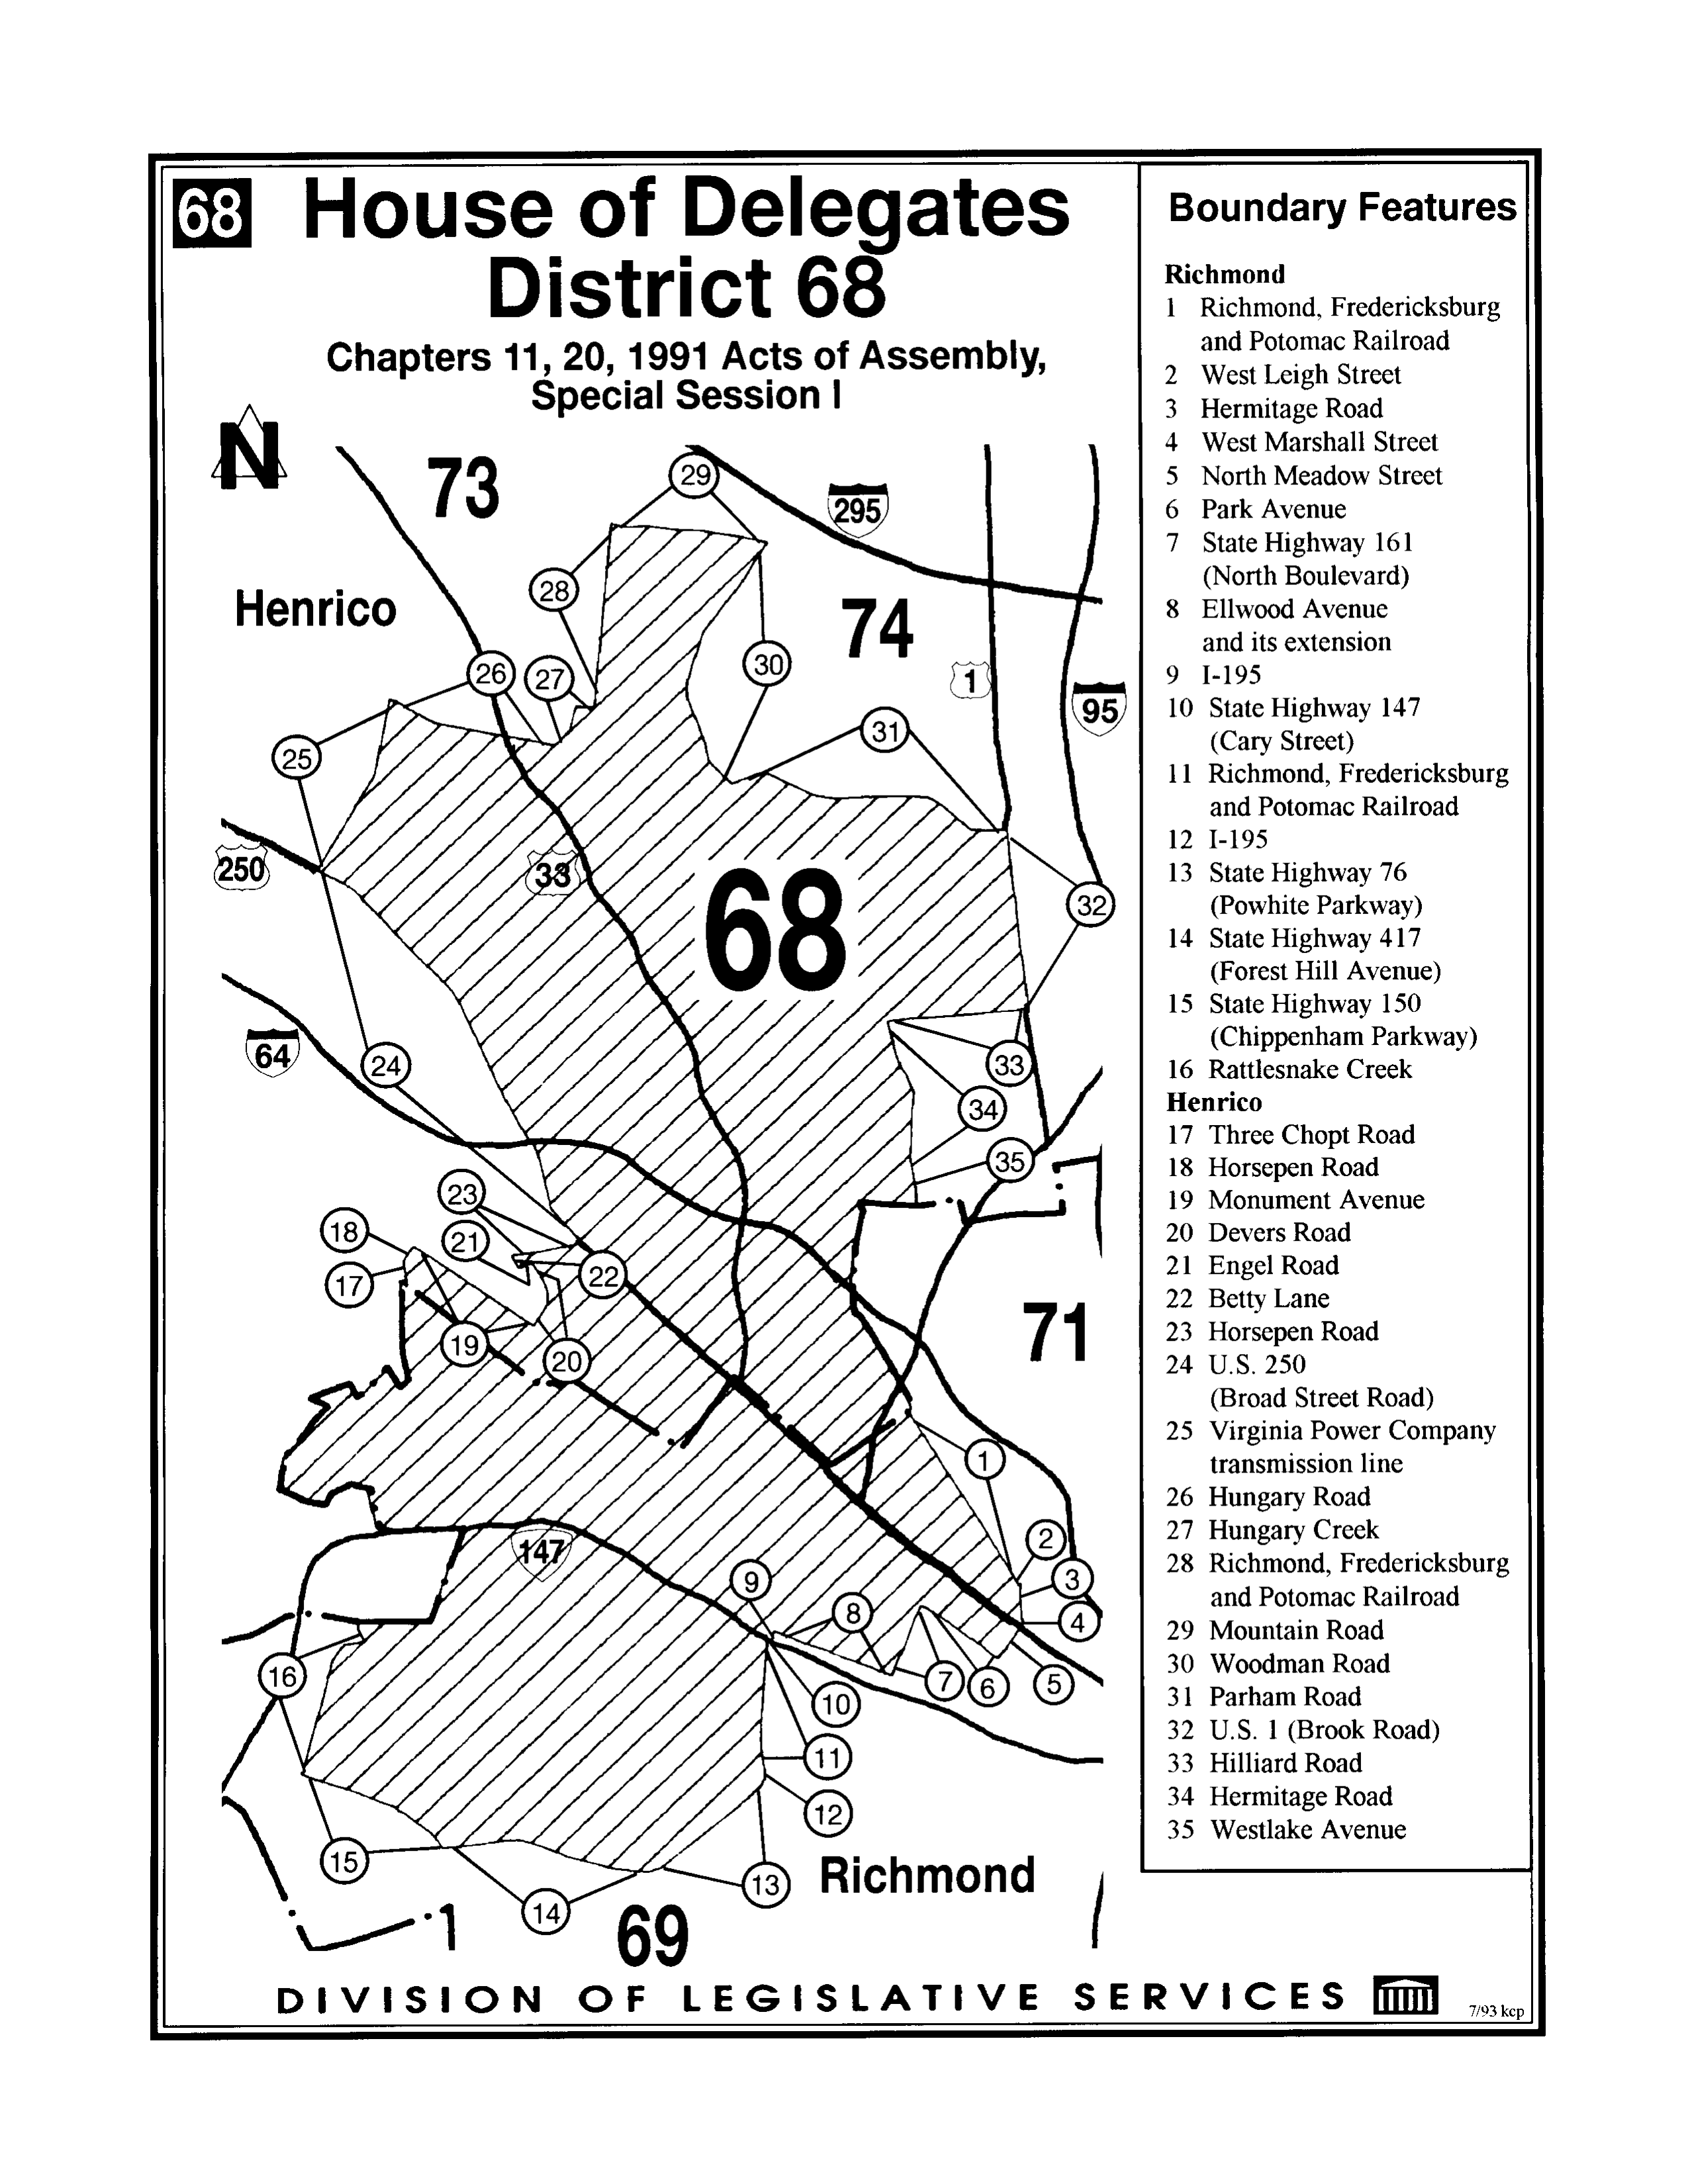 68 House of Delegates
District 68
Chapters 11, 20, 1991 Acts of Assembly,
Special Session I
N
73
Henrico
29
295
28
74
26
27
30
1
31
95
25
250
33
68
32
64
24
33
34
35
23
18
21
17
22
71
19
20
1
2
147
9
3
8
4
16
7
6
5
10
11
12
15
13
Richmond
14
1
69
Boundary Features
Richmond
1 Richmond, Fredericksburg
and Potomac Railroad
2 West Leigh Street
3 Hermitage Road
4 West Marshall Street
5 North Meadow Street
6 Park Avenue
7 State Highway 161
(North Boulevard)
8 Ellwood Avenue
and its extension
9 I-195
10 State Highway 147
(Cary Street)
11 Richmond, Fredericksburg
and Potomac Railroad
12 I-195
13 State Highway 76
(Powhite Parkway)
14 State Highway 417
(Forest Hill Avenue)
15 State Highway 150
(Chippenham Parkway)
16 Rattlesnake Creek
Henrico
17 Three Chopt Road
18 Horsepen Road
19 Monument Avenue
20 Devers Road
21 Engel Road
22 Betty Lane
23 Horsepen Road
24 U.S. 250
(Broad Street Road)
25 Virginia Power Company
transmission line
26 Hungary Road
27 Hungary Creek
28 Richmond, Fredericksburg
and Potomac Railroad
29 Mountain Road
30 Woodman Road
31 Parham Road
32 U.S. 1 (Brook Road)
33 Hilliard Road
34 Hermitage Road
35 Westlake Avenue
DIVISION OF LEGISLATIVE SERVICES
7/93 kcp